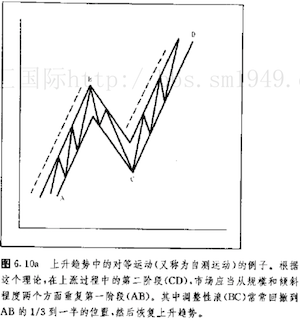 D
B
国际http
s.sm1949.
A
C
图 6.10a 上升趋势中的对等运动(又称为自测运动)的例子。根据
这个理论,在上涨过程中的第二阶段(CD),市场应当从规模和倾斜
程度两个方面重复第一阶段(AB)。其中调整性浪(BC)常常回撤到
AB的 1/3 到一半的位置,然后恢复上升趋势。